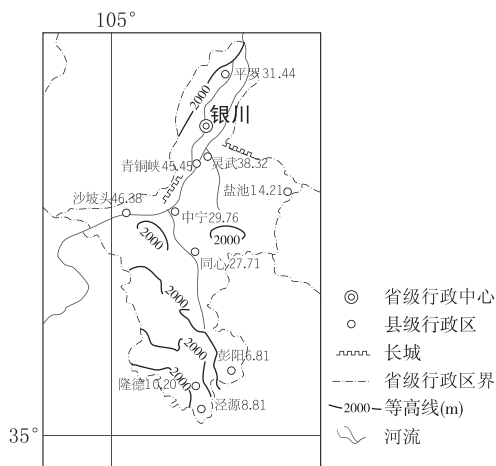 105°
平罗31.44
2000
银川
青铜峡45.45
灵武38.32
盐池14.21
沙坡头46.38
中宁29.76
2000
2000
同心27.71
2000
2000
彭阳6.81
2000
隆德10.20
泾源8.81
35°
省级行政中心
县级行政区
长城
省级行政区界
2000 等高线(m)
河流